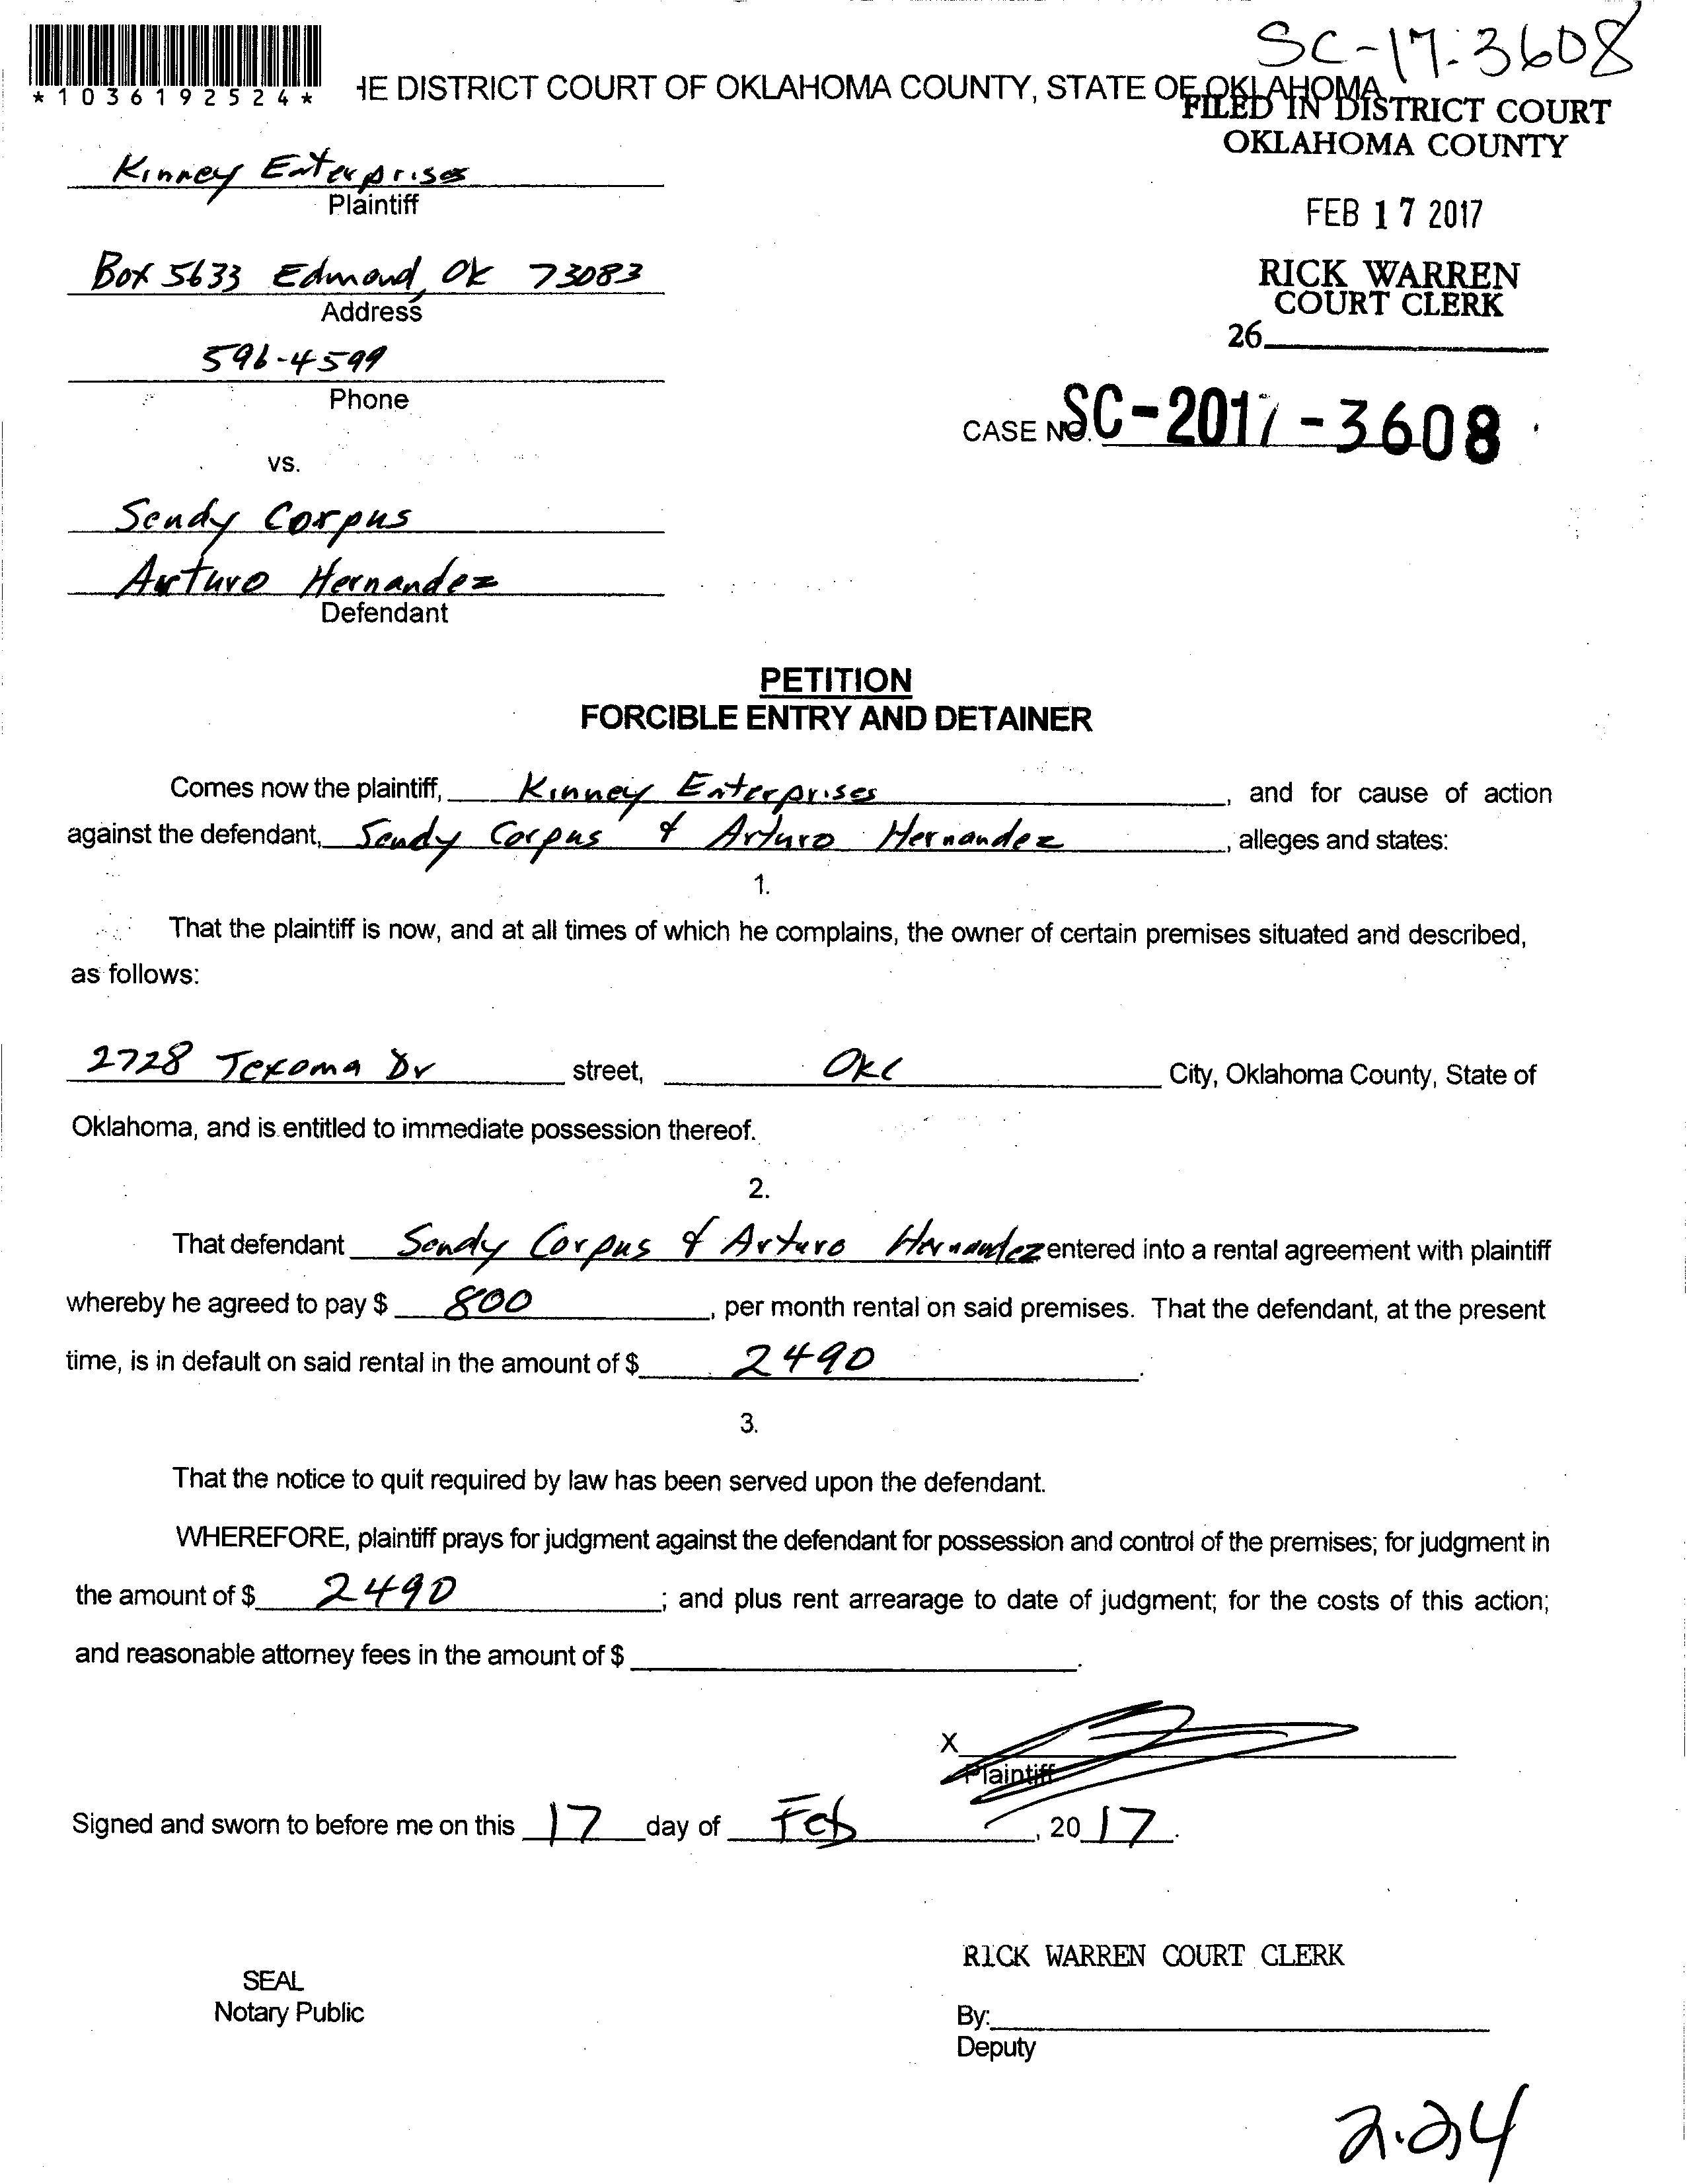 SC-17-3608
*1036192524*
HE DISTRICT COURT OF OKLAHOMA COUNTY, STATE OF OKLAHOMA
FILED IN DISTRICT COURT
OKLAHOMA COUNTY
Kinney Enterprises
Plaintiff
FEB 17 2017
Box 5633 Edmond, Ok 73083
Address
RICK WARREN
COURT CLERK
26
596-4599
Phone
CASE NO. SC-2017-3608
vs.
Sendy Corpus
Arturo Hernandez
Defendant
PETITION
FORCIBLE ENTRY AND DETAINER
Comes now the plaintiff, Kinney Enterprises, and for cause of action
against the defendant, Sendy Corpus & Arturo Hernandez, alleges and states:
1.
That the plaintiff is now, and at all times of which he complains, the owner of certain premises situated and described,
as follows:
2728 Texoma Dr street, Okc City, Oklahoma County, State of
Oklahoma, and is entitled to immediate possession thereof.
2.
That defendant Sendy Corpus & Arturo Hernandez entered into a rental agreement with plaintiff
whereby he agreed to pay $ 800, per month rental on said premises. That the defendant, at the present
time, is in default on said rental in the amount of $ 2490.
3.
That the notice to quit required by law has been served upon the defendant.
WHEREFORE, plaintiff prays for judgment against the defendant for possession and control of the premises; for judgment in
the amount of $ 2490; and plus rent arrearage to date of judgment; for the costs of this action;
and reasonable attorney fees in the amount of $ .
X
Plaintiff
Signed and sworn to before me on this 17 day of Feb, 2017.
RICK WARREN COURT CLERK
SEAL
Notary Public
By:
Deputy
2.24